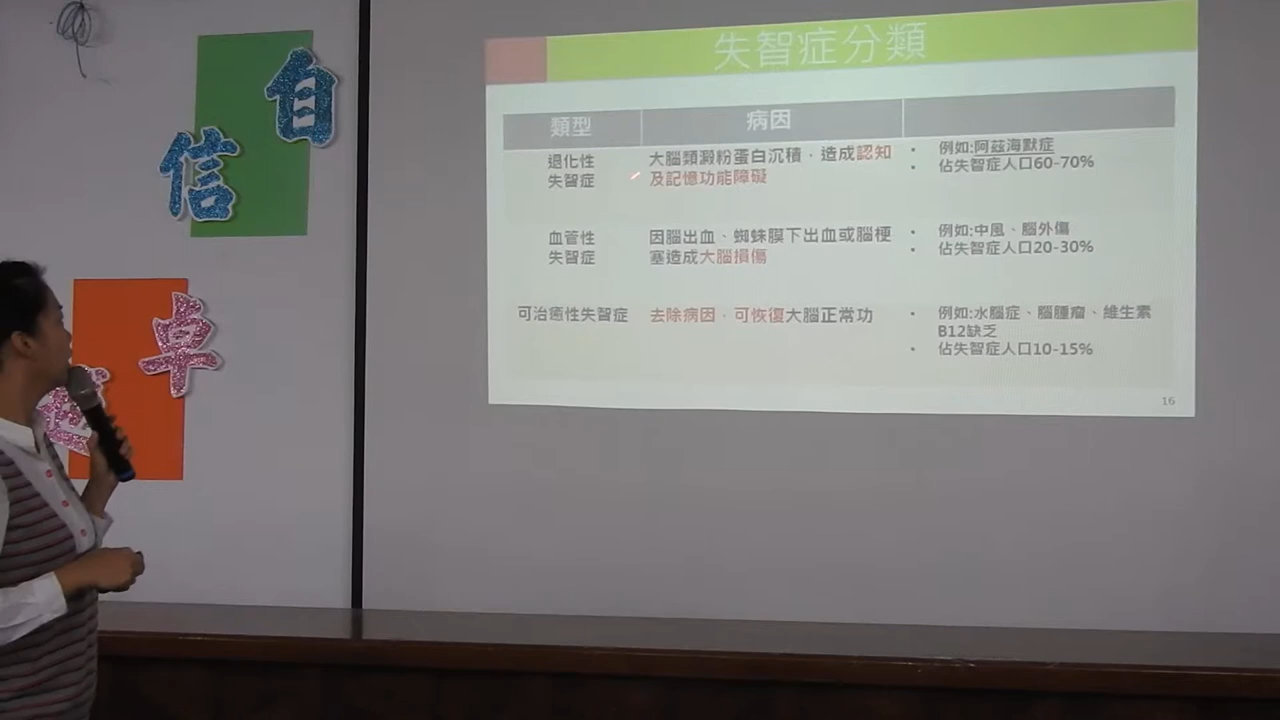 自信
卓
失智症分類
類型
病因
退化性
失智症
大腦類澱粉蛋白沉積，造成認知
及記憶功能障礙
• 例如:阿茲海默症
• 佔失智症人口60-70%
血管性
失智症
因腦出血、蜘蛛膜下出血或腦梗
塞造成大腦損傷
• 例如:中風、腦外傷
• 佔失智症人口20-30%
可治癒性失智症
去除病因，可恢復大腦正常功
• 例如:水腦症、腦腫瘤、維生素
B12缺乏
• 佔失智症人口10-15%
16